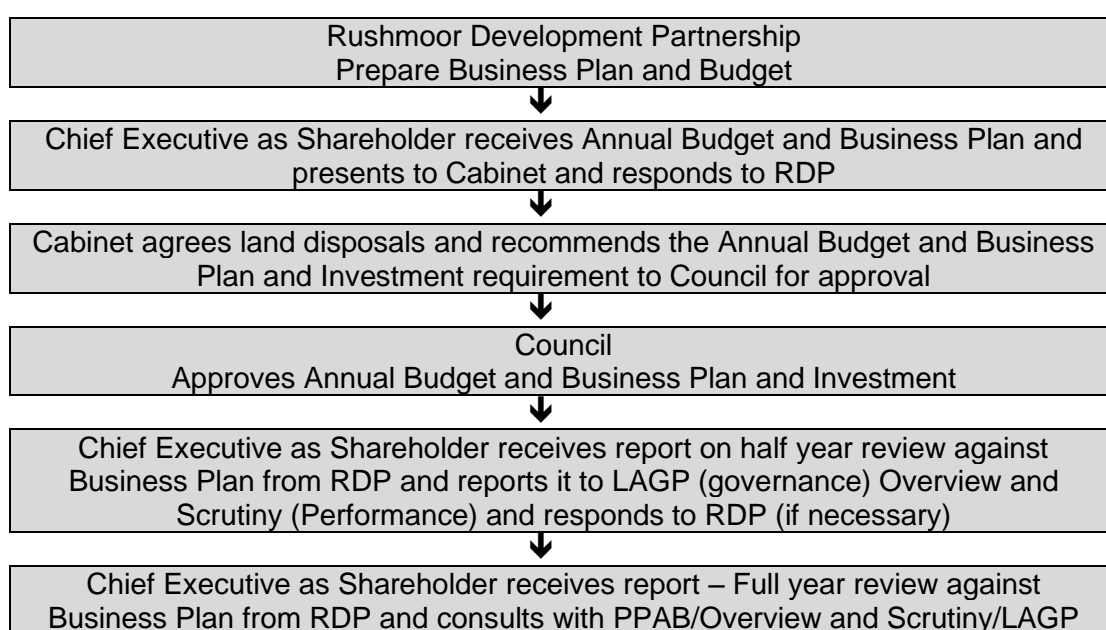 Rushmoor Development Partnership
Prepare Business Plan and Budget
Chief Executive as Shareholder receives Annual Budget and Business Plan and
presents to Cabinet and responds to RDP
Cabinet agrees land disposals and recommends the Annual Budget and Business
Plan and Investment requirement to Council for approval
Council
Approves Annual Budget and Business Plan and Investment
Chief Executive as Shareholder receives report on half year review against
Business Plan from RDP and reports it to LAGP (governance) Overview and
Scrutiny (Performance) and responds to RDP (if necessary)
Chief Executive as Shareholder receives report – Full year review against
Business Plan from RDP and consults with PPAB/Overview and Scrutiny/LAGP